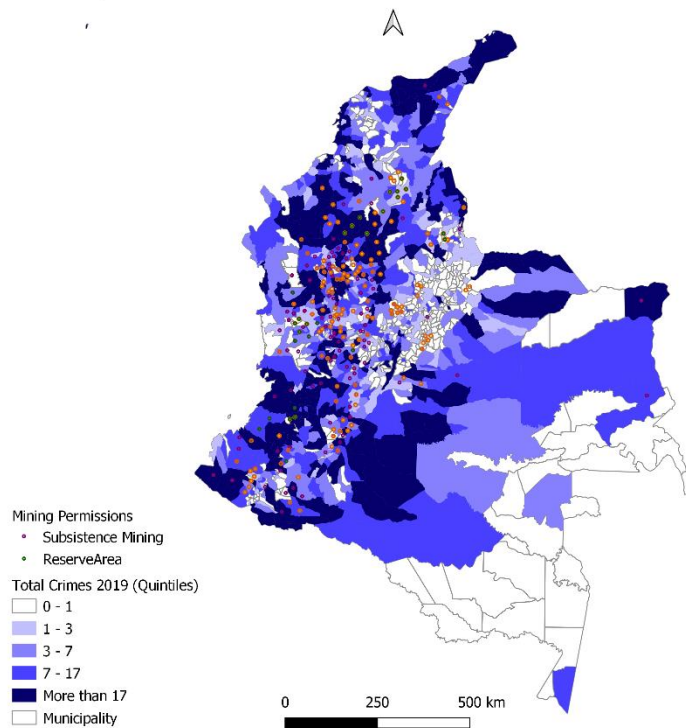 ,
Mining Permissions
Subsistence Mining
ReserveArea
Total Crimes 2019 (Quintiles)
0 - 1
1 - 3
3 - 7
7 - 17
More than 17
Municipality
0 250 500 km